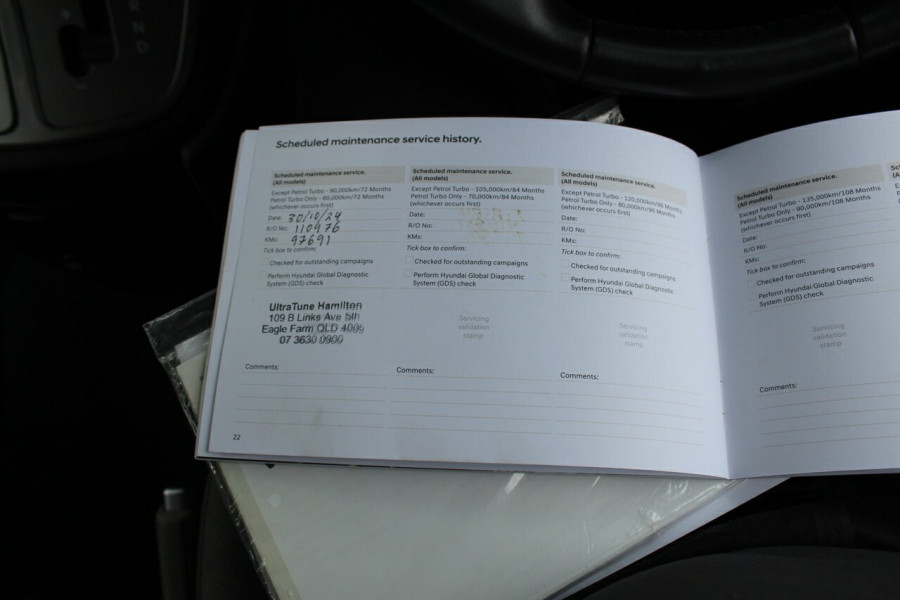 Scheduled maintenance service history.
Scheduled maintenance service.
(All models)
Except Petrol Turbo - 90,000km/72 Months
Petrol Turbo Only - 60,000km/72 Months
(whichever occurs first)
Date: 30/10/24
R/O No: 110976
KMs: 97691
Tick box to confirm:
Checked for outstanding campaigns
Perform Hyundai Global Diagnostic
System (GDS) check
UltraTune Hamilton
109 B Links Ave
Eagle Farm QLD 4009
07 3630 0900
Comments:
22
Scheduled maintenance service.
(All models)
Except Petrol Turbo - 105,000km/84 Months
Petrol Turbo Only - 70,000km/84 Months
(whichever occurs first)
Date:
R/O No:
KMs:
Tick box to confirm:
Checked for outstanding campaigns
Perform Hyundai Global Diagnostic
System (GDS) check
Servicing
validation
stamp
Comments:
Scheduled maintenance service.
(All models)
Except Petrol Turbo - 120,000km/96 Months
Petrol Turbo Only - 80,000km/96 Months
(whichever occurs first)
Date:
R/O No:
KMs:
Tick box to confirm:
Checked for outstanding campaigns
Perform Hyundai Global Diagnostic
System (GDS) check
Servicing
validation
stamp
Comments:
Scheduled maintenance service.
(All models)
Except Petrol Turbo - 135,000km/108 Months
Petrol Turbo Only - 90,000km/108 Months
(whichever occurs first)
Date:
R/O No:
KMs:
Tick box to confirm:
Checked for outstanding campaigns
Perform Hyundai Global Diagnostic
System (GDS) check
Servicing
validation
stamp
Comments:
R N D